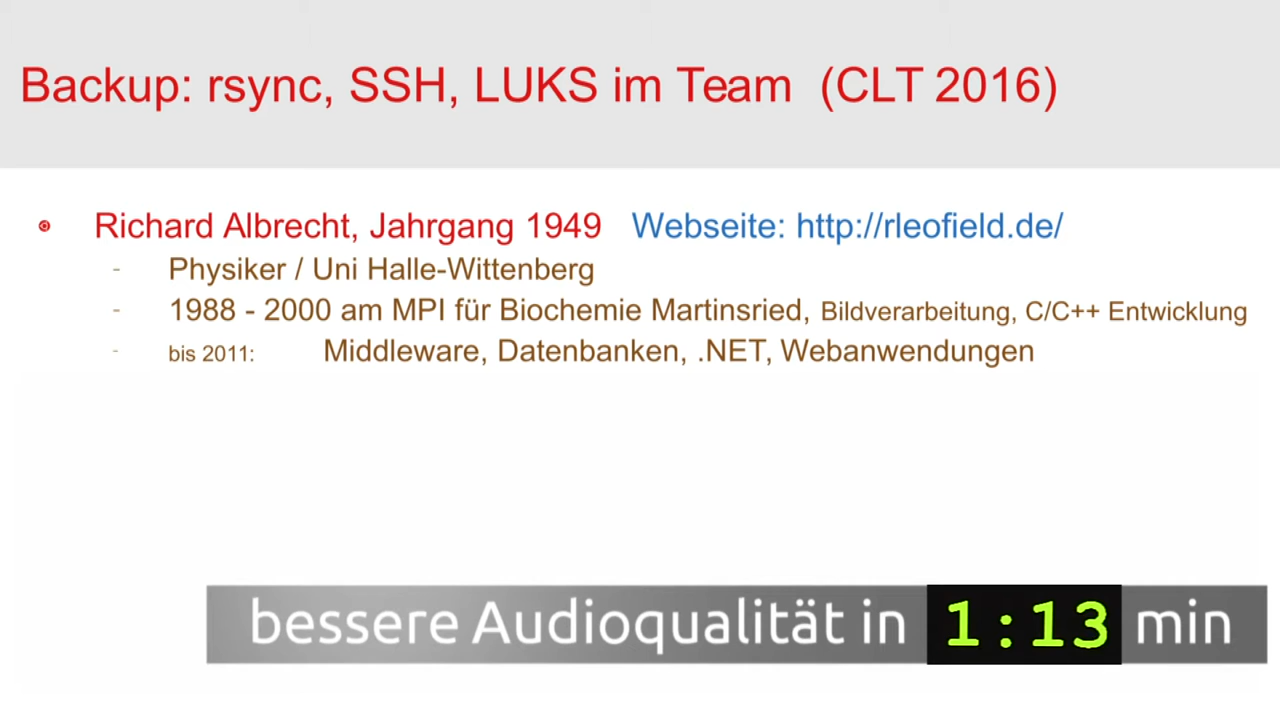 Backup: rsync, SSH, LUKS im Team (CLT 2016)
Richard Albrecht, Jahrgang 1949 Webseite: http://rleofield.de/
- Physiker / Uni Halle-Wittenberg
- 1988 - 2000 am MPI für Biochemie Martinsried, Bildverarbeitung, C/C++ Entwicklung
- bis 2011: Middleware, Datenbanken, .NET, Webanwendungen
bessere Audioqualität in 1:13 min